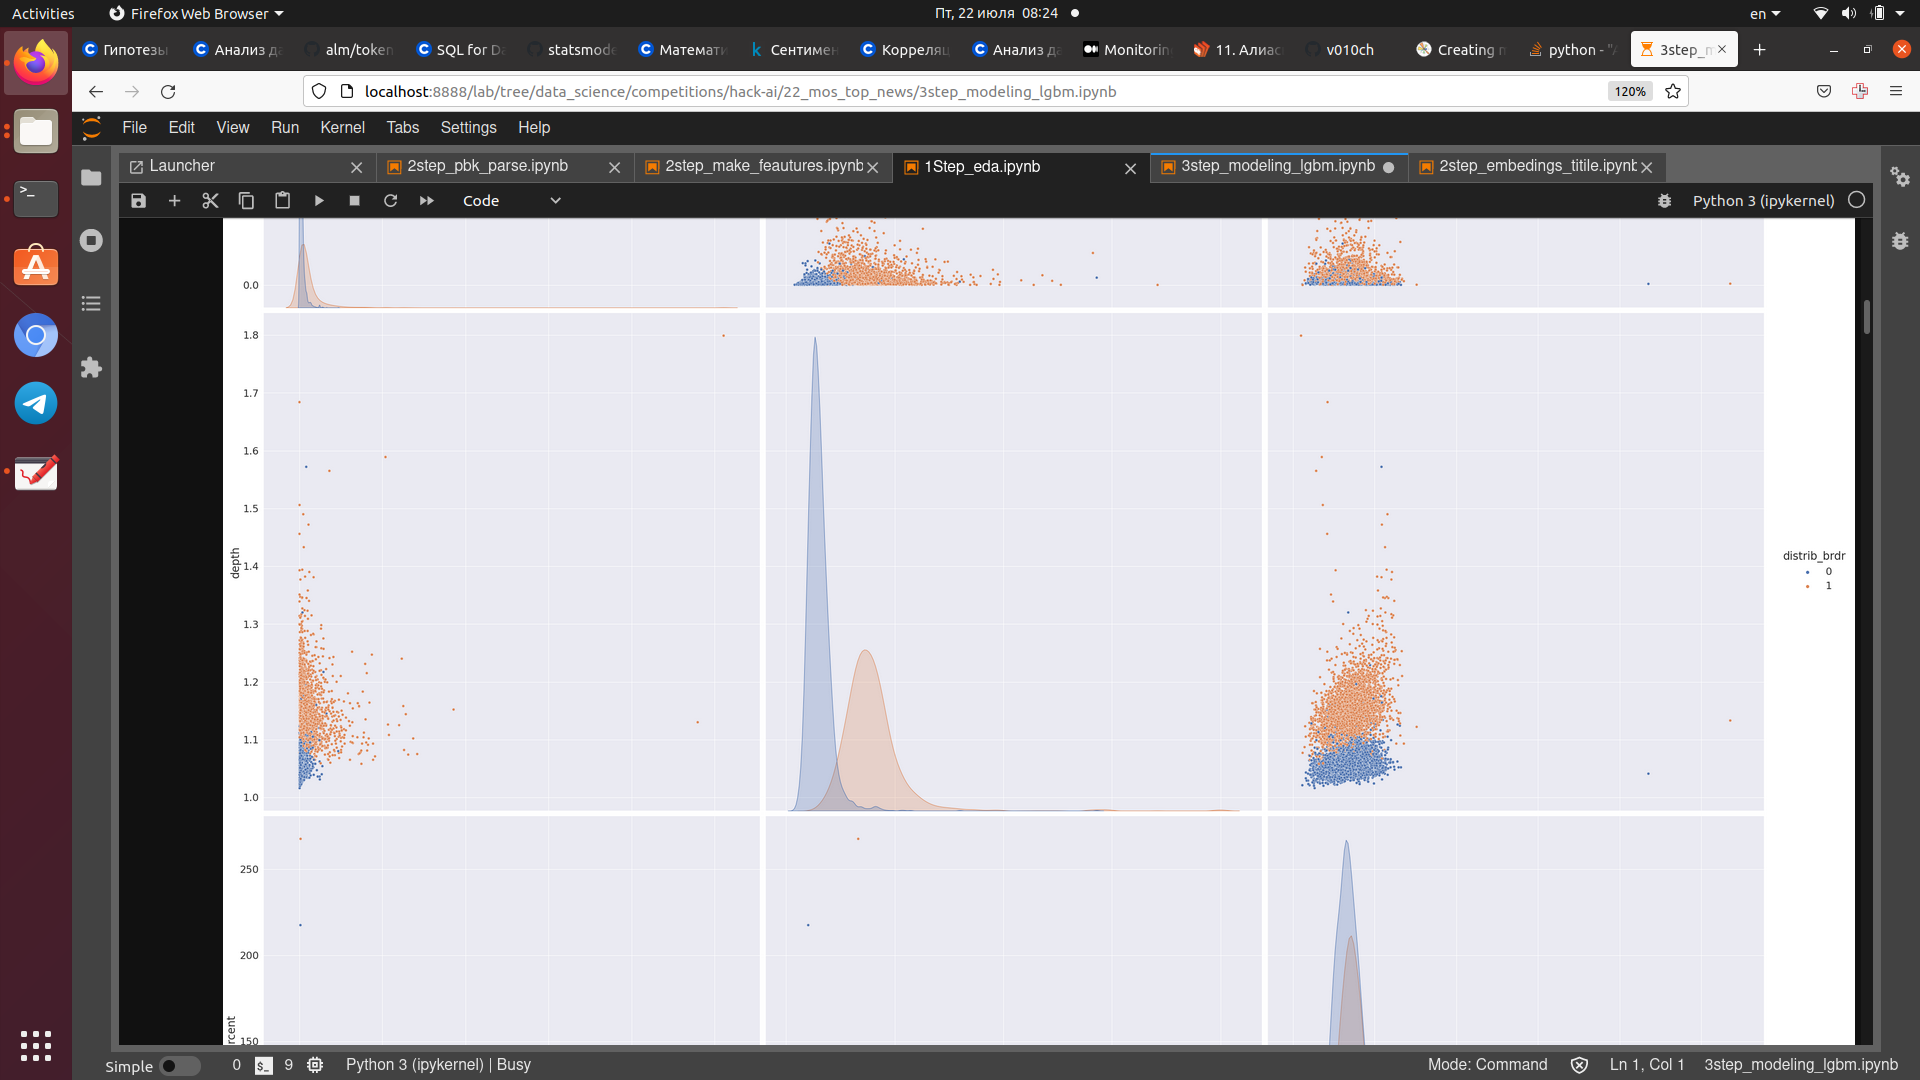 Activities
Firefox Web Browser
Пт, 22 июля 08:24
en
Гипотезы
Анализ да
alm/token
SQL for Da
statsmode
Математи
Сентимен
Корреляц
Анализ да
Monitorin
11. Алиас
v010ch
Creating m
python - "A
3step_m
localhost:8888/lab/tree/data_science/competitions/hack-ai/22_mos_top_news/3step_modeling_lgbm.ipynb
120%
File Edit View Run Kernel Tabs Settings Help
Launcher
2step_pbk_parse.ipynb
2step_make_feautures.ipynb
1Step_eda.ipynb
3step_modeling_lgbm.ipynb
2step_embedings_titile.ipynb
Code
Python 3 (ipykernel)
0.0
1.8
1.7
1.6
1.5
1.4
1.3
1.2
1.1
1.0
depth
distrib_brdr
0
1
250
200
150
rcent
Simple
0
9
Python 3 (ipykernel) | Busy
Mode: Command
Ln 1, Col 1
3step_modeling_lgbm.ipynb